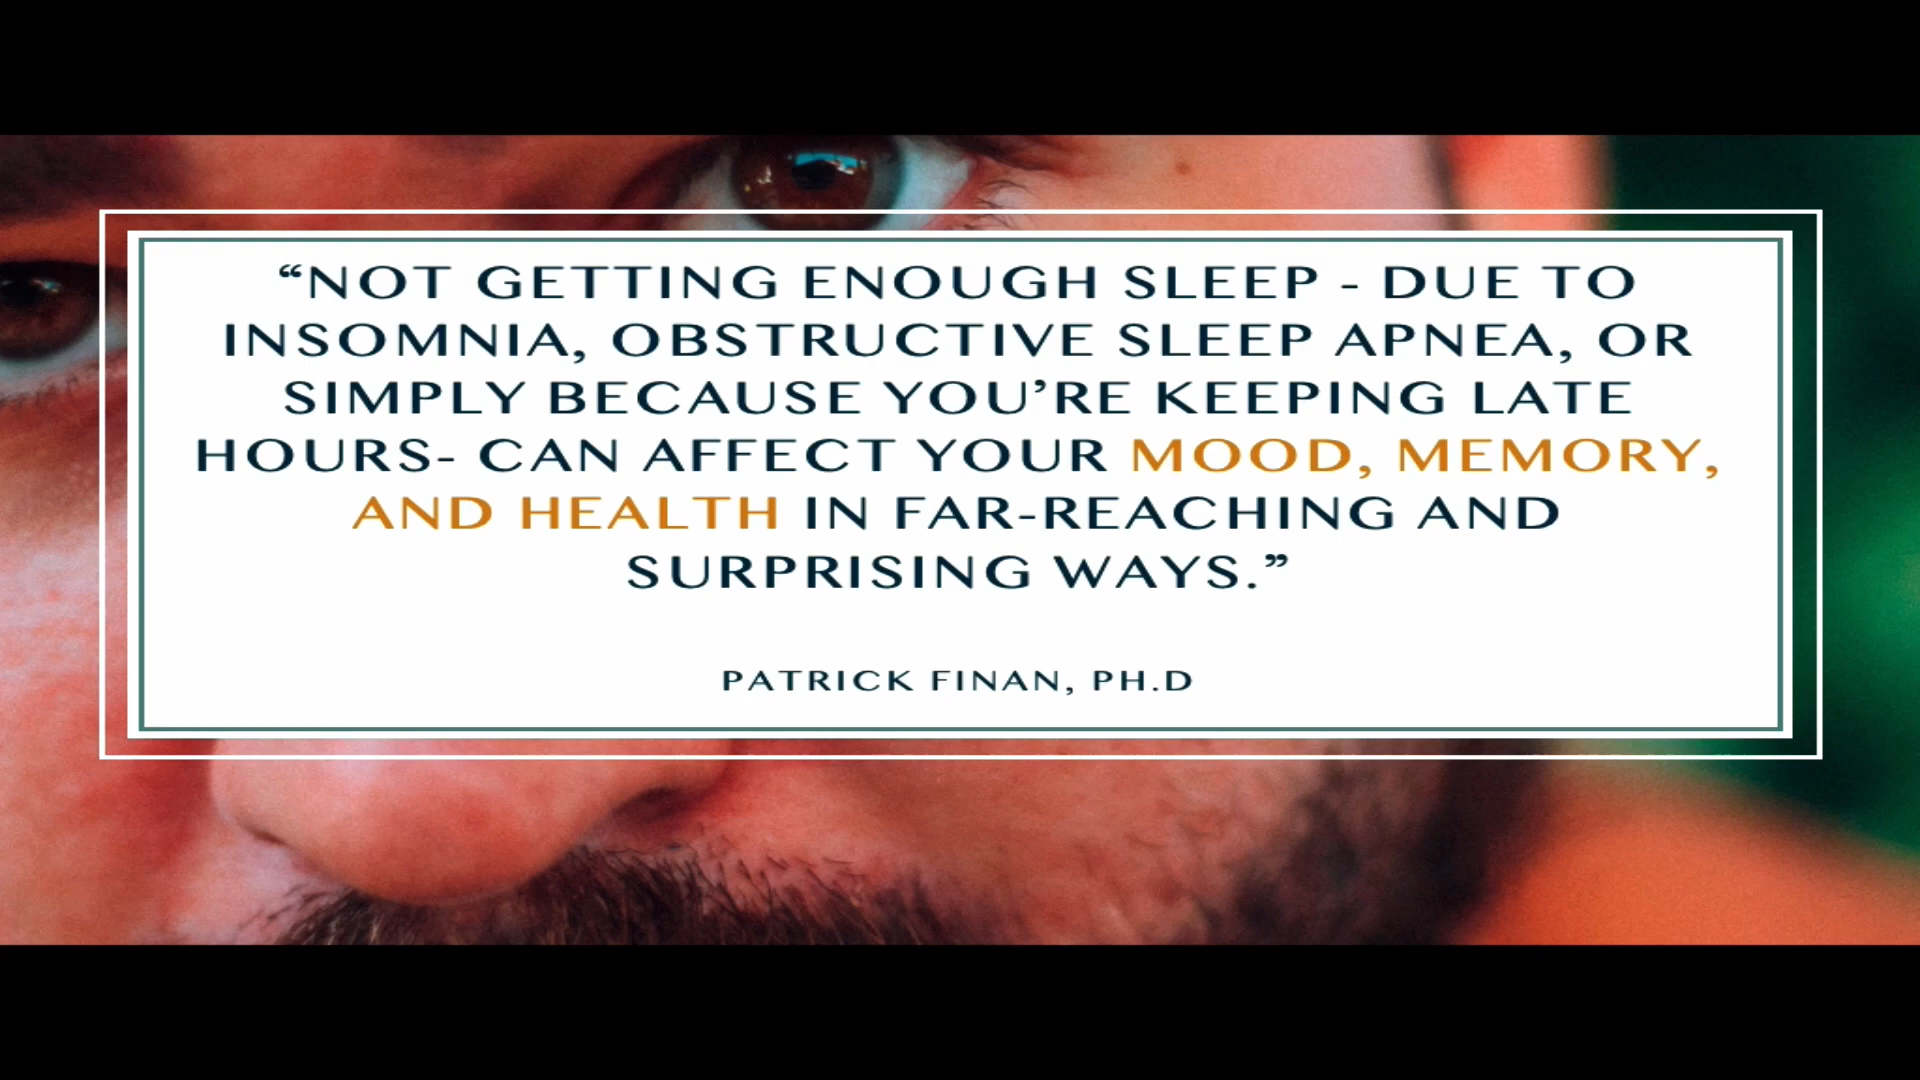 “NOT GETTING ENOUGH SLEEP - DUE TO
INSOMNIA, OBSTRUCTIVE SLEEP APNEA, OR
SIMPLY BECAUSE YOU’RE KEEPING LATE
HOURS- CAN AFFECT YOUR MOOD, MEMORY,
AND HEALTH IN FAR-REACHING AND
SURPRISING WAYS.”
PATRICK FINAN, PH.D